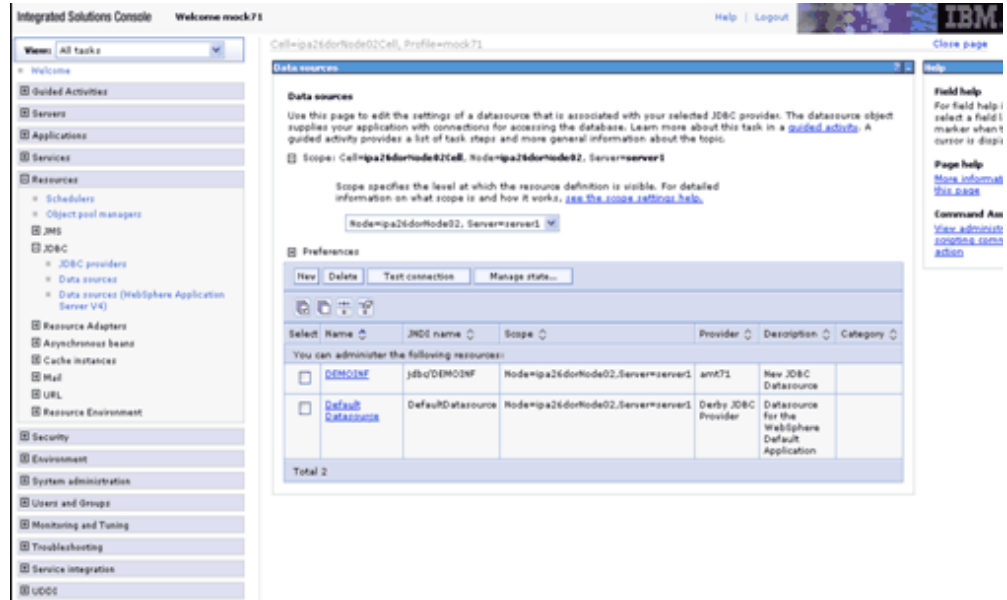 Integrated Solutions Console Welcome mock71
Help | Logout
IBM.
View: All tasks
Cell=ipa26dorNode02Cell, Profile=mock71
Close page
Welcome
Guided Activities
Servers
Applications
Services
Resources
Schedulers
Object pool managers
JMS
JDBC
JDBC providers
Data sources
Data sources (WebSphere Application
Server V4)
Resource Adapters
Asynchronous beans
Cache instances
Mail
URL
Resource Environment
Security
Environment
System administration
Users and Groups
Monitoring and Tuning
Troubleshooting
Service integration
UDDI
Data sources
Data sources
Use this page to edit the settings of a datasource that is associated with your selected JDBC provider. The datasource object
supplies your application with connections for accessing the database. Learn more about this task in a guided activity. A
guided activity provides a list of task steps and more general information about the topic.
Scope: Cell=ipa26dorNode02Cell, Node=ipa26dorNode02, Server=server1
Scope specifies the level at which the resource definition is visible. For detailed
information on what scope is and how it works, see the scope settings help.
Node=ipa26dorNode02, Server=server1
Preferences
New Delete Test connection Manage state...
Select Name JNDI name Scope Provider Description Category
You can administer the following resources:
DEMOINF jdbc/DEMOINF Node=ipa26dorNode02,Server=server1 amt71 New JDBC
Datasource
Default DefaultDatasource Node=ipa26dorNode02,Server=server1 Derby JDBC Datasource
Datasource Provider for the
WebSphere
Default
Application
Total 2
Help
Field help
For field help
select a field
marker when
cursor is
Page help
More
this page
Command
View
scripting
action